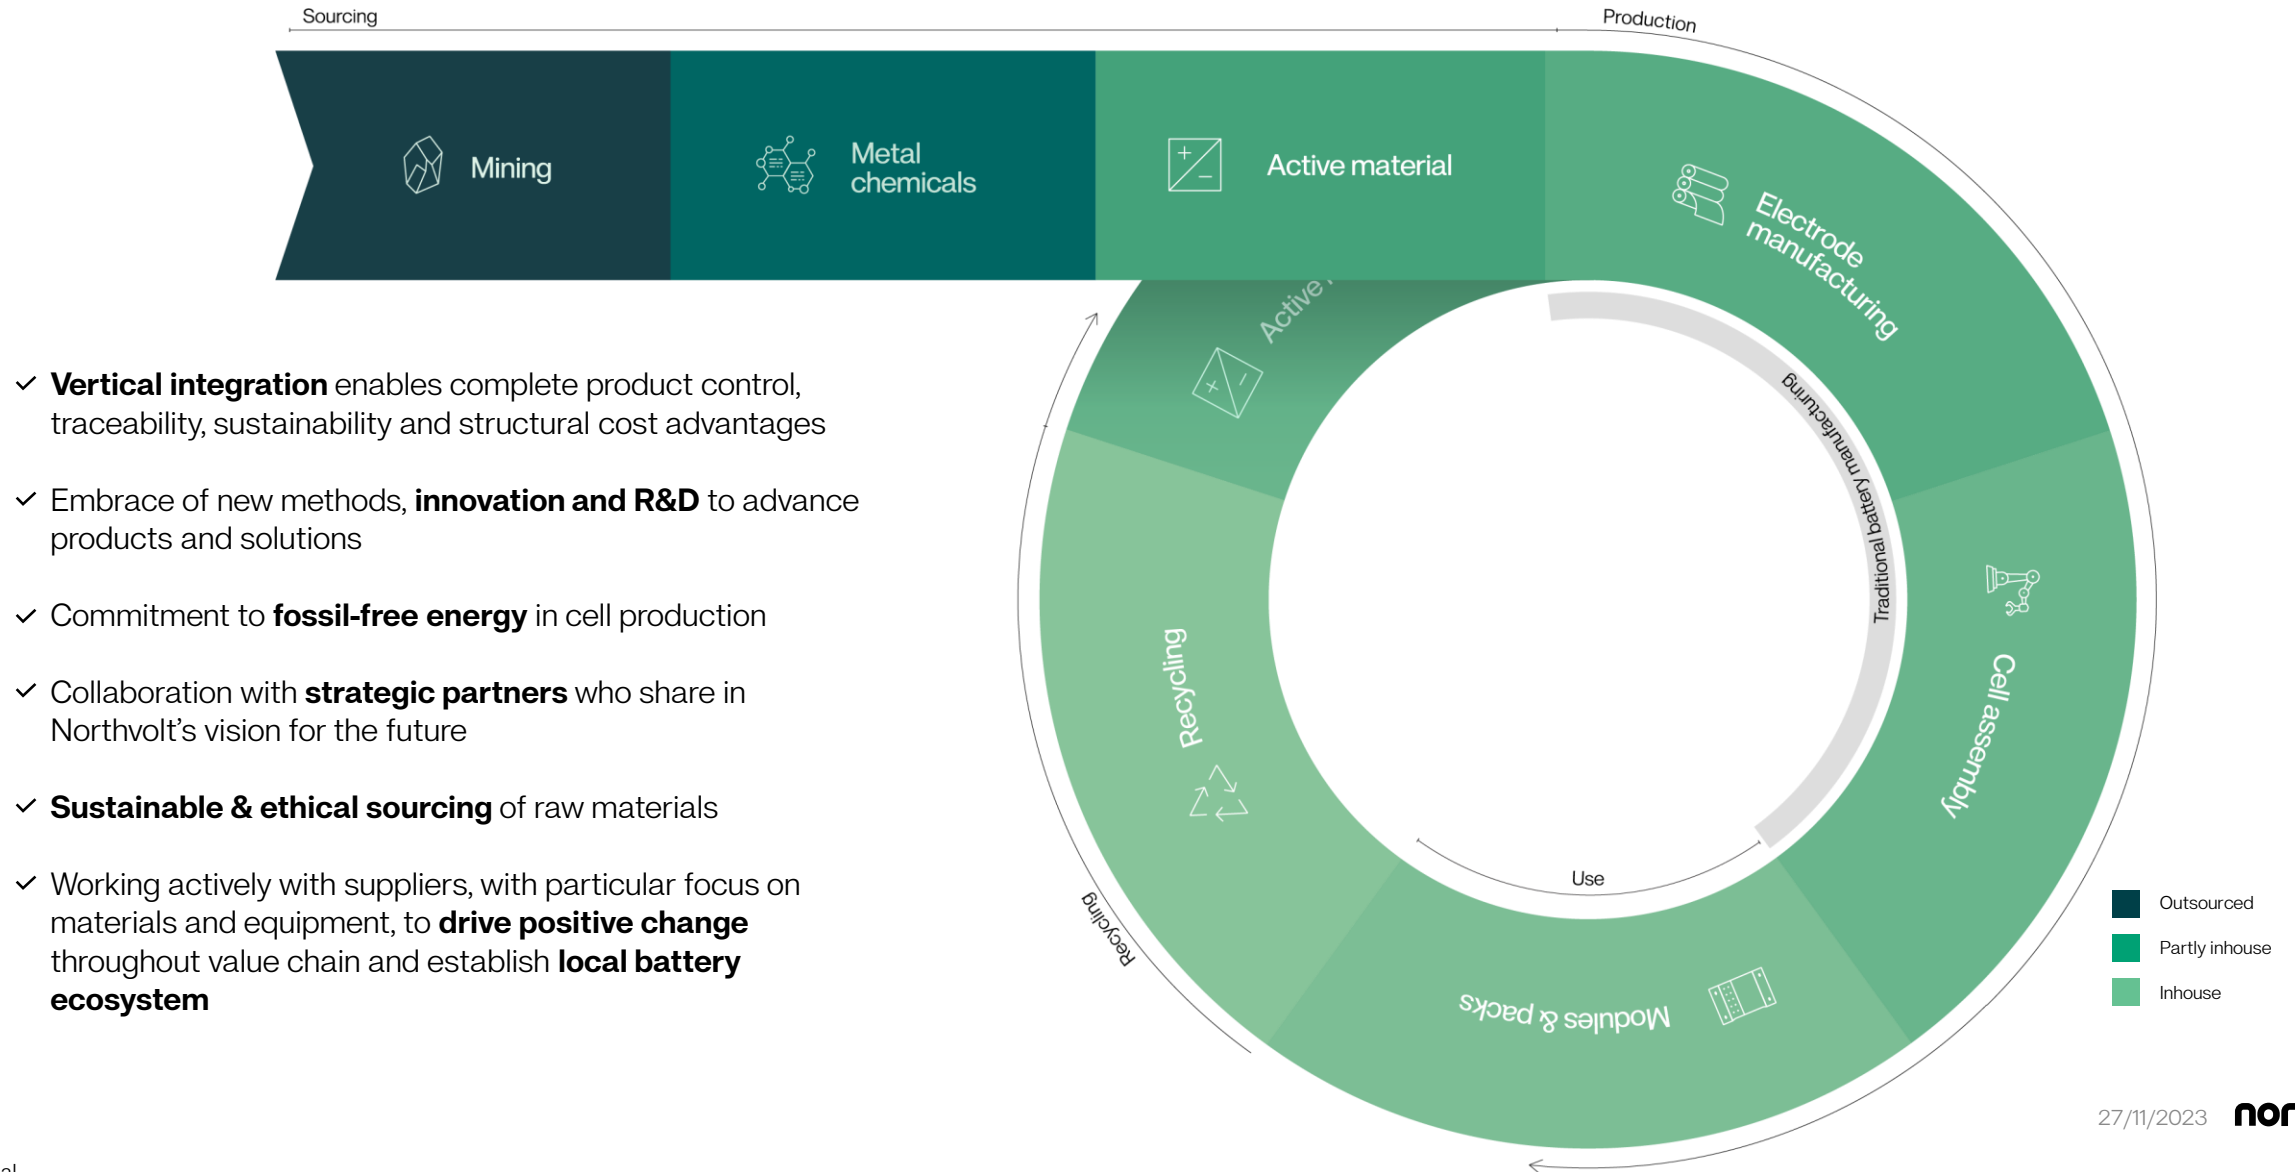 Sourcing
Production
Mining
Metal
chemicals
Active material
Electrode
manufacturing
Active
Traditional battery manufacturing
Cell assembly
Use
Modules & packs
Recycling
Recycling
Vertical integration enables complete product control,
traceability, sustainability and structural cost advantages
Embrace of new methods, innovation and R&D to advance
products and solutions
Commitment to fossil-free energy in cell production
Collaboration with strategic partners who share in
Northvolt’s vision for the future
Sustainable & ethical sourcing of raw materials
Working actively with suppliers, with particular focus on
materials and equipment, to drive positive change
throughout value chain and establish local battery
ecosystem
Outsourced
Partly inhouse
Inhouse
27/11/2023
nor